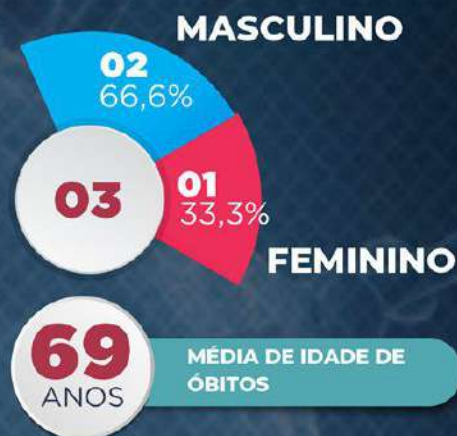 MASCULINO
02
66,6%
03
01
33,3%
FEMININO
69
ANOS
MÉDIA DE IDADE DE
ÓBITOS